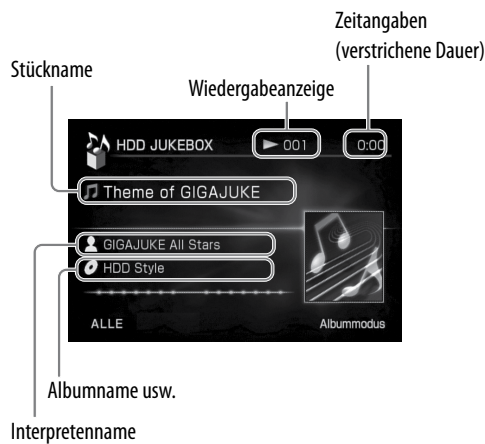 Zeitangaben
(verstrichene Dauer)
Stückname
Wiedergabeanzeige
HDD JUKEBOX
001
0:00
Theme of GIGAJUKE
GIGAJUKE All Stars
HDD Style
ALLE
Albummodus
Albumname usw.
Interpretenname